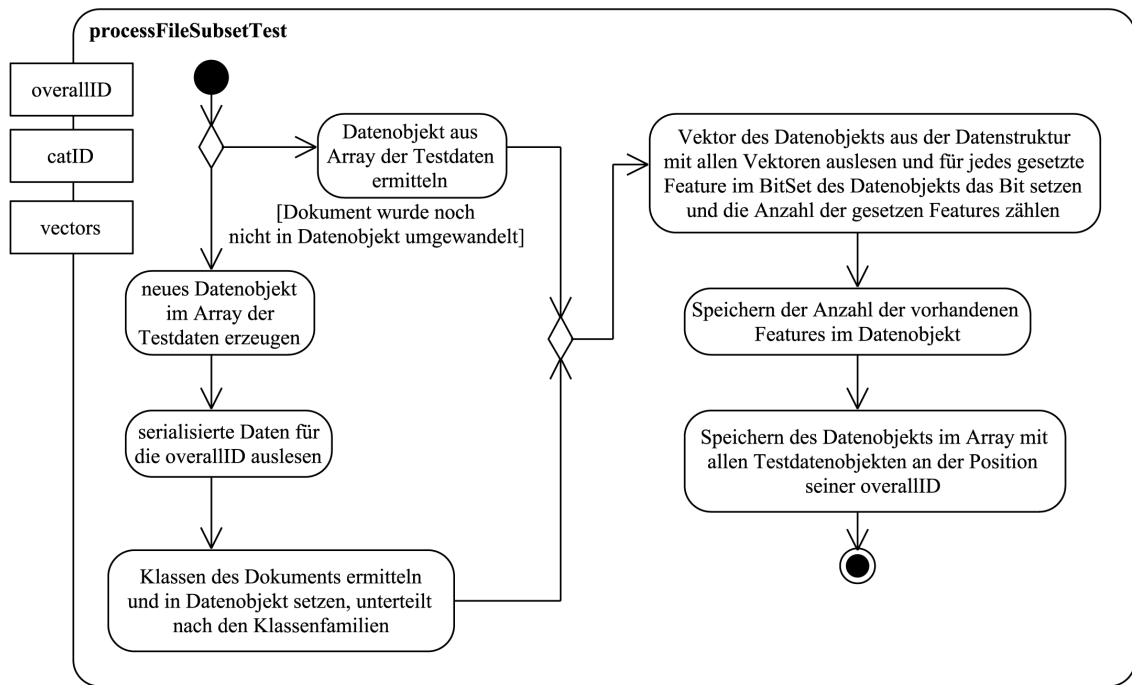 processFileSubsetTest
overallID
catID
vectors
Datenobjekt aus
Array der Testdaten
ermitteln
[Dokument wurde noch
nicht in Datenobjekt umgewandelt]
neues Datenobjekt
im Array der
Testdaten erzeugen
serialisierte Daten für
die overallID auslesen
Klassen des Dokuments ermitteln
und in Datenobjekt setzen, unterteilt
nach den Klassenfamilien
Vektor des Datenobjekts aus der Datenstruktur
mit allen Vektoren auslesen und für jedes gesetzte
Feature im BitSet des Datenobjekts das Bit setzen
und die Anzahl der gesetzen Features zählen
Speichern der Anzahl der vorhandenen
Features im Datenobjekt
Speichern des Datenobjekts im Array mit
allen Testdatenobjekten an der Position
seiner overallID